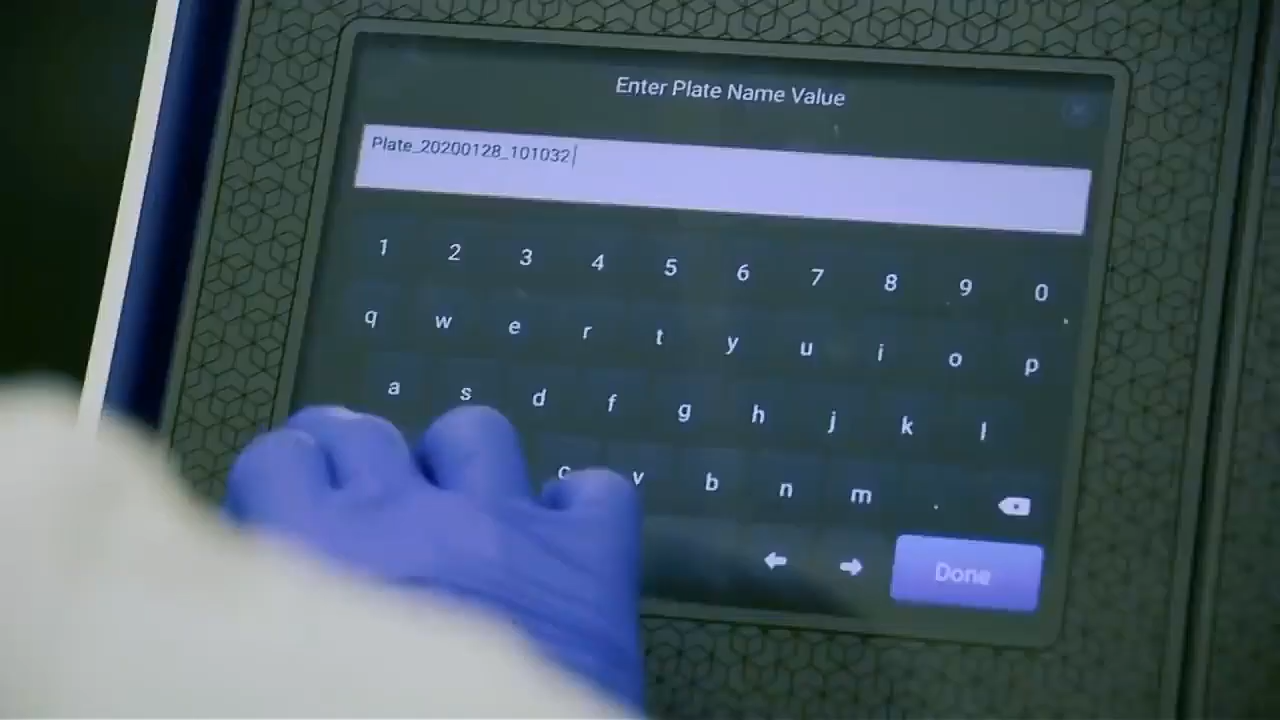 Enter Plate Name Value
Plate_20200128_101032
1 2 3 4 5 6 7 8 9 0
q w e r t y u i o p
a s d f g h j k l
c v b n m .
Done